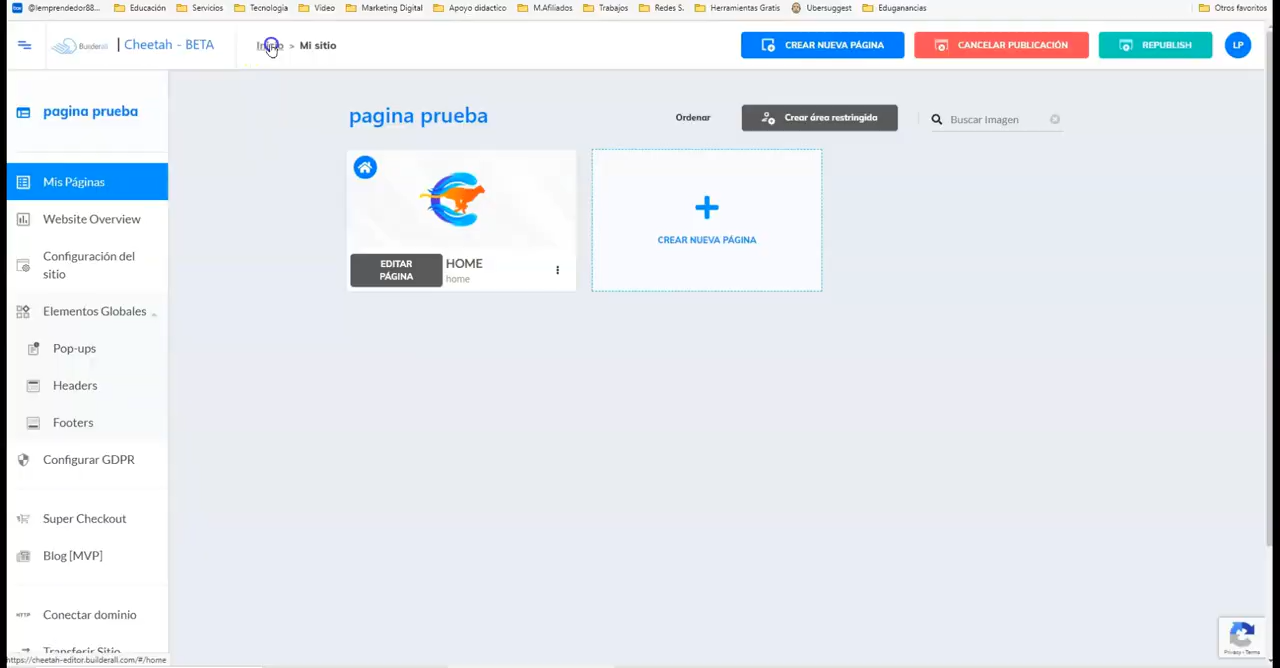 @lemprendedor88...
Educación
Servicios
Tecnologia
Video
Marketing Digital
Apoyo didactico
M.Afiliados
Trabajos
Redes S.
Herramientas Gratis
Ubersuggest
Eduganancias
Otros favoritos
Builderall
Cheetah - BETA
Inicio > Mi sitio
CREAR NUEVA PÁGINA
CANCELAR PUBLICACIÓN
REPUBLISH
LP
pagina prueba
Mis Páginas
Website Overview
Configuración del
sitio
Elementos Globales
Pop-ups
Headers
Footers
Configurar GDPR
Super Checkout
Blog [MVP]
HTTP
Conectar dominio
Transferir Sitio
pagina prueba
Ordenar
Crear área restringida
Buscar Imagen
EDITAR
PÁGINA
HOME
home
CREAR NUEVA PÁGINA
Privacy - Terms
https://cheetah-editor.builderall.com/#/home